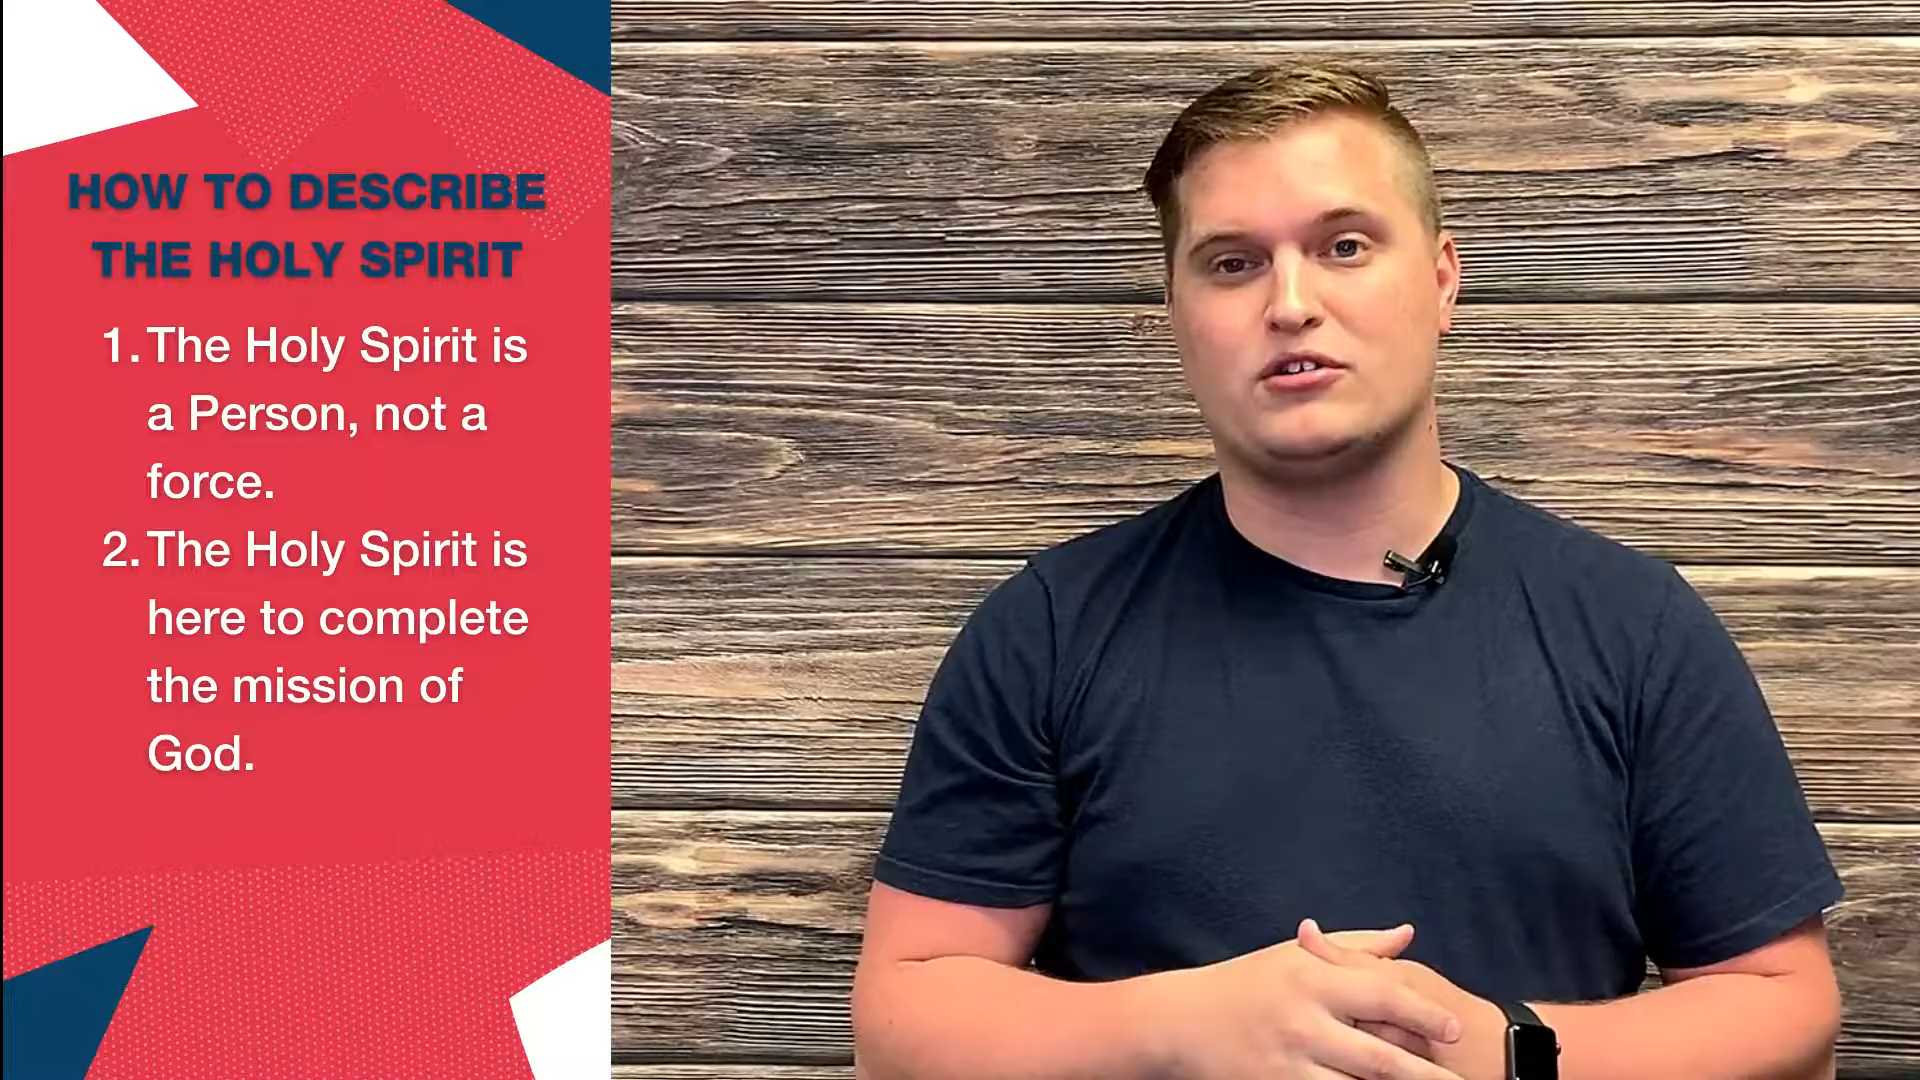 HOW TO DESCRIBE
THE HOLY SPIRIT
1. The Holy Spirit is
a Person, not a
force.
2. The Holy Spirit is
here to complete
the mission of
God.